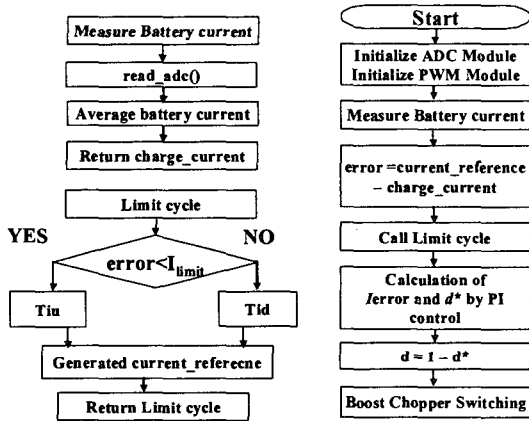 Measure Battery current
read_adc()
Average battery current
Return charge_current
Limit cycle
YES
NO
error<I_limit
Tiu
Tid
Generated current_referecne
Return Limit cycle
Start
Initialize ADC Module
Initialize PWM Module
Measure Battery current
error =current_reference
– charge_current
Call Limit cycle
Calculation of
Ierror and d* by PI
control
d = 1 – d*
Boost Chopper Switching